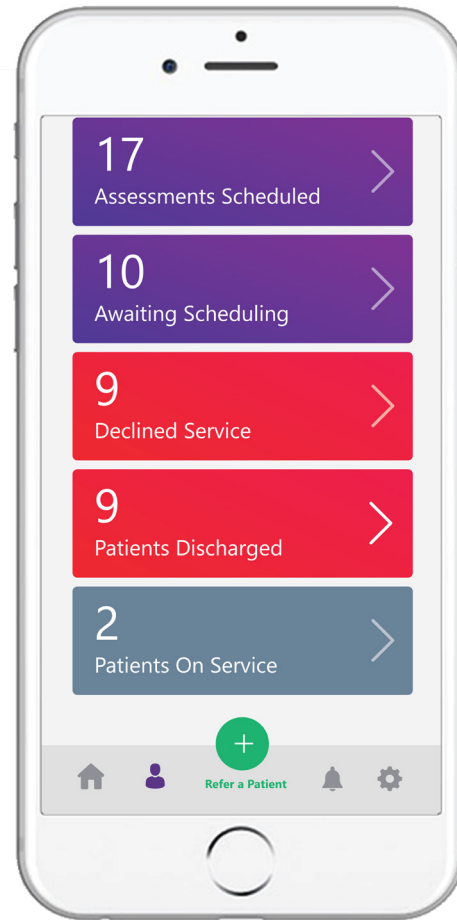 17
Assessments Scheduled
10
Awaiting Scheduling
9
Declined Service
9
Patients Discharged
2
Patients On Service
Refer a Patient